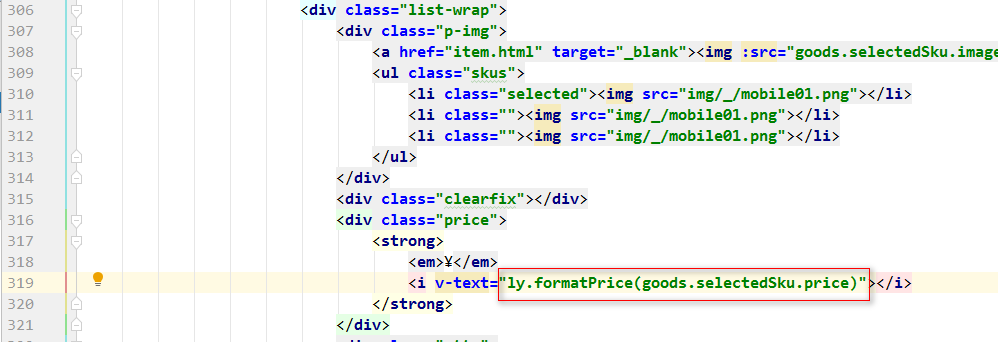 306 <div class="list-wrap">
307 <div class="p-img">
308 <a href="item.html" target="_blank"><img :src="goods.selectedSku.image
309 <ul class="skus">
310 <li class="selected"><img src="img/_/mobile01.png"></li>
311 <li class=""><img src="img/_/mobile01.png"></li>
312 <li class=""><img src="img/_/mobile01.png"></li>
313 </ul>
314 </div>
315 <div class="clearfix"></div>
316 <div class="price">
317 <strong>
318 <em>¥</em>
319 <i v-text="ly.formatPrice(goods.selectedSku.price)"></i>
320 </strong>
321 </div>